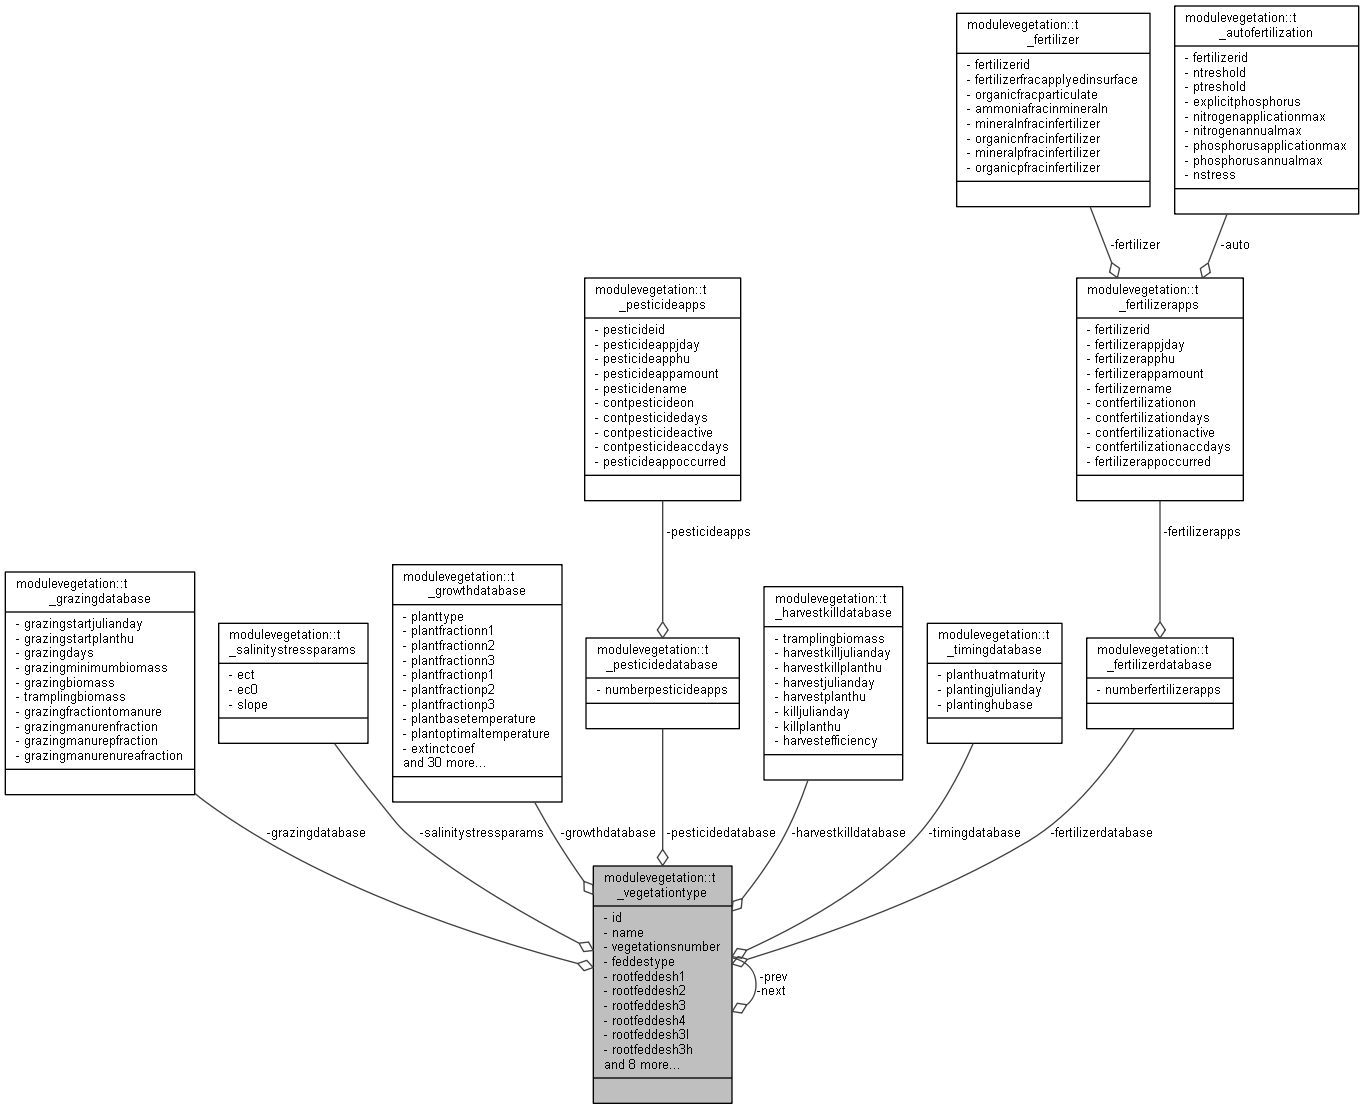 modulevegetation::t
_fertilizer
- fertilizerid
- fertilizerfracapplyedinsurface
- organicfracparticulate
- ammoniafracinmineraln
- mineralnfracinfertilizer
- organicnfracinfertilizer
- mineralpfracinfertilizer
- organicpfracinfertilizer
modulevegetation::t
_autofertilization
- fertilizerid
- ntreshold
- ptreshold
- explicitphosphorus
- nitrogenapplicationmax
- nitrogenannualmax
- phosphorusapplicationmax
- phosphorusannualmax
- nstress
-fertilizer
-auto
modulevegetation::t
_pesticideapps
- pesticideid
- pesticideappjday
- pesticideapphu
- pesticideappamount
- pesticidename
- contpesticideon
- contpesticidedays
- contpesticideactive
- contpesticideaccdays
- pesticideappoccurred
modulevegetation::t
_fertilizerapps
- fertilizerid
- fertilizerappjday
- fertilizerapphu
- fertilizerappamount
- fertilizername
- contfertilizationon
- contfertilizationdays
- contfertilizationactive
- contfertilizationaccdays
- fertilizerappoccurred
-pesticideapps
-fertilizerapps
modulevegetation::t
_grazingdatabase
- grazingstartjulianday
- grazingstartplanthu
- grazingdays
- grazingminimumbiomass
- grazingbiomass
- tramplingbiomass
- grazingfractiontomanure
- grazingmanurenfraction
- grazingmanurepfraction
- grazingmanurenureafraction
modulevegetation::t
_salinitystressparams
- ect
- ec0
- slope
modulevegetation::t
_growthdatabase
- planttype
- plantfractionn1
- plantfractionn2
- plantfractionn3
- plantfractionp1
- plantfractionp2
- plantfractionp3
- plantbasetemperature
- plantoptimaltemperature
- extinctcoef
and 30 more...
modulevegetation::t
_pesticidedatabase
- numberpesticideapps
modulevegetation::t
_harvestkilldatabase
- tramplingbiomass
- harvestkilljulianday
- harvestkillplanthu
- harvestjulianday
- harvestplanthu
- killjulianday
- killplanthu
- harvestefficiency
modulevegetation::t
_timingdatabase
- planthuatmaturity
- plantingjulianday
- plantinghubase
modulevegetation::t
_fertilizerdatabase
- numberfertilizerapps
-grazingdatabase
-salinitystressparams
-growthdatabase
-pesticidedatabase
-harvestkilldatabase
-timingdatabase
-fertilizerdatabase
modulevegetation::t
_vegetationtype
- id
- name
- vegetationsnumber
- feddestype
- rootfeddesh1
- rootfeddesh2
- rootfeddesh3
- rootfeddesh4
- rootfeddesh3l
- rootfeddesh3h
and 8 more...
-prev
-next